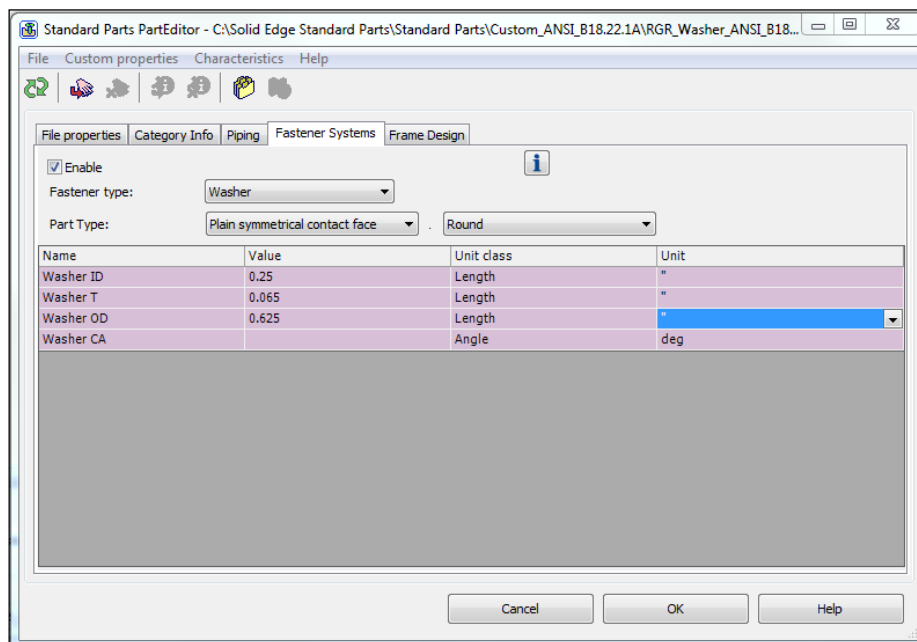 Standard Parts PartEditor - C:\Solid Edge Standard Parts\Standard Parts\Custom_ANSI_B18.22.1A\RGR_Washer_ANSI_B18...
File Custom properties Characteristics Help
File properties Category Info Piping Fastener Systems Frame Design
Enable
Fastener type: Washer
Part Type: Plain symmetrical contact face . Round
Name Value Unit class Unit
Washer ID 0.25 Length "
Washer T 0.065 Length "
Washer OD 0.625 Length "
Washer CA Angle deg
Cancel OK Help